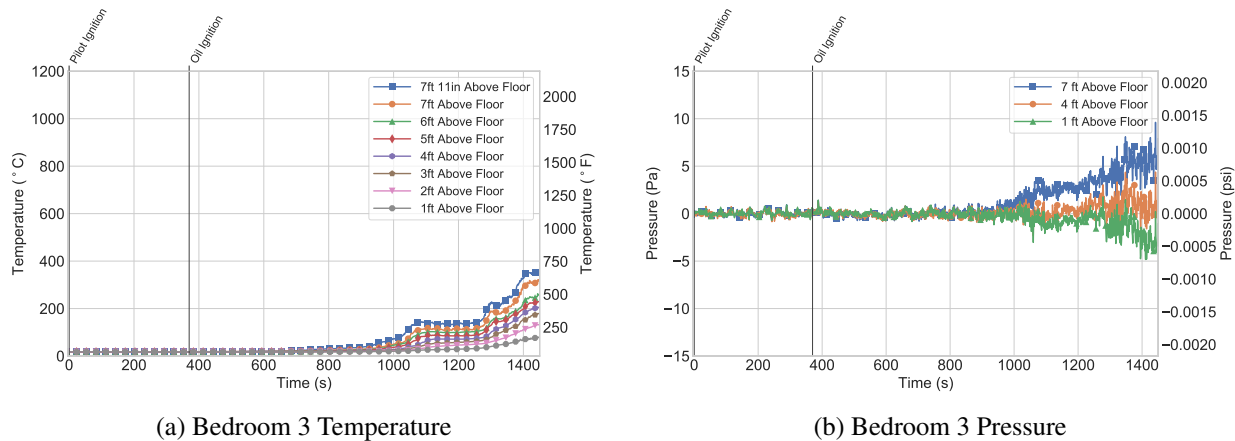 Pilot Ignition
Oil Ignition
1200
1000
800
600
400
200
0
Temperature (° C)
0 200 400 600 800 1000 1200 1400
Time (s)
2000
1750
1500
1250
1000
750
500
250
Temperature (° F)
7ft 11in Above Floor
7ft Above Floor
6ft Above Floor
5ft Above Floor
4ft Above Floor
3ft Above Floor
2ft Above Floor
1ft Above Floor
(a) Bedroom 3 Temperature
Pilot Ignition
Oil Ignition
15
10
5
0
−5
−10
−15
Pressure (Pa)
0 200 400 600 800 1000 1200 1400
Time (s)
0.0020
0.0015
0.0010
0.0005
0.0000
−0.0005
−0.0010
−0.0015
−0.0020
Pressure (psi)
7 ft Above Floor
4 ft Above Floor
1 ft Above Floor
(b) Bedroom 3 Pressure